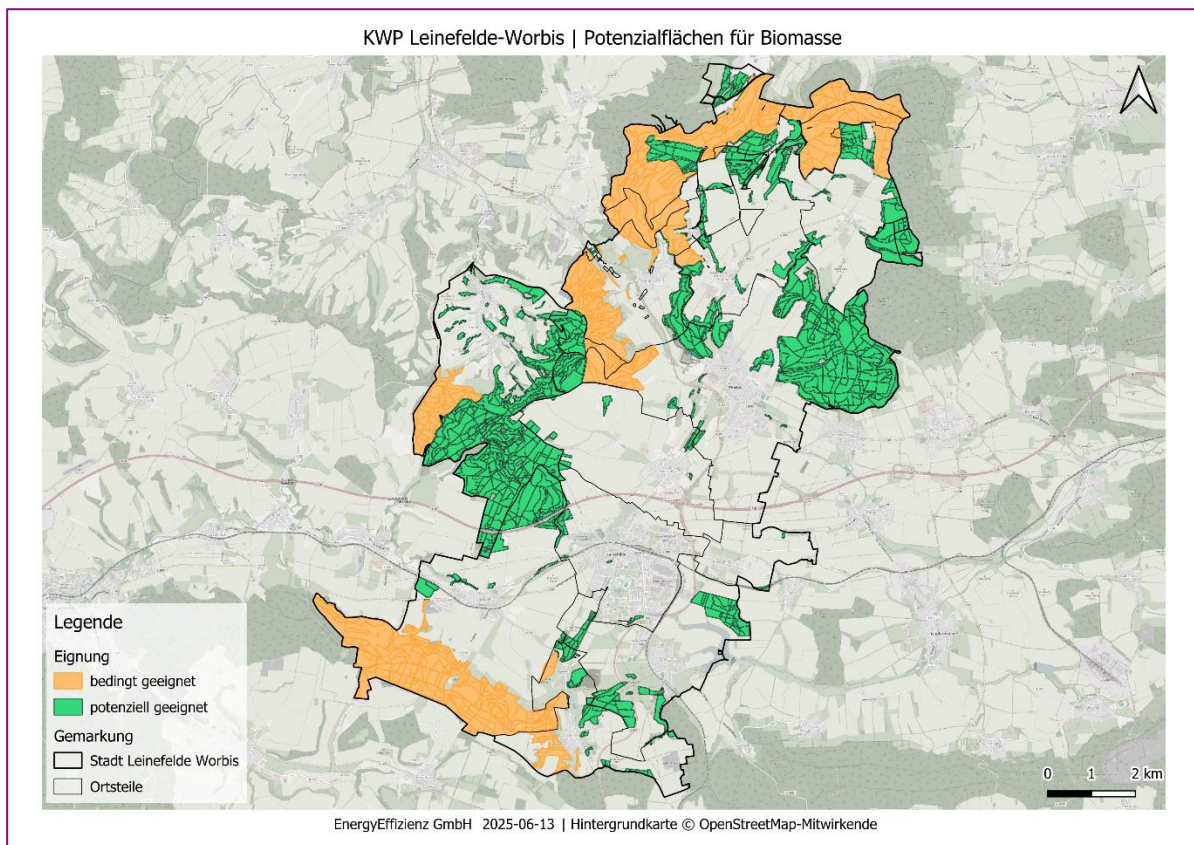 KWP Leinefelde-Worbis | Potenzialflächen für Biomasse
Legende
Eignung
bedingt geeignet
potenziell geeignet
Gemarkung
Stadt Leinefelde Worbis
Ortsteile
0 1 2 km
EnergyEffizienz GmbH 2025-06-13 | Hintergrundkarte © OpenStreetMap-Mitwirkende